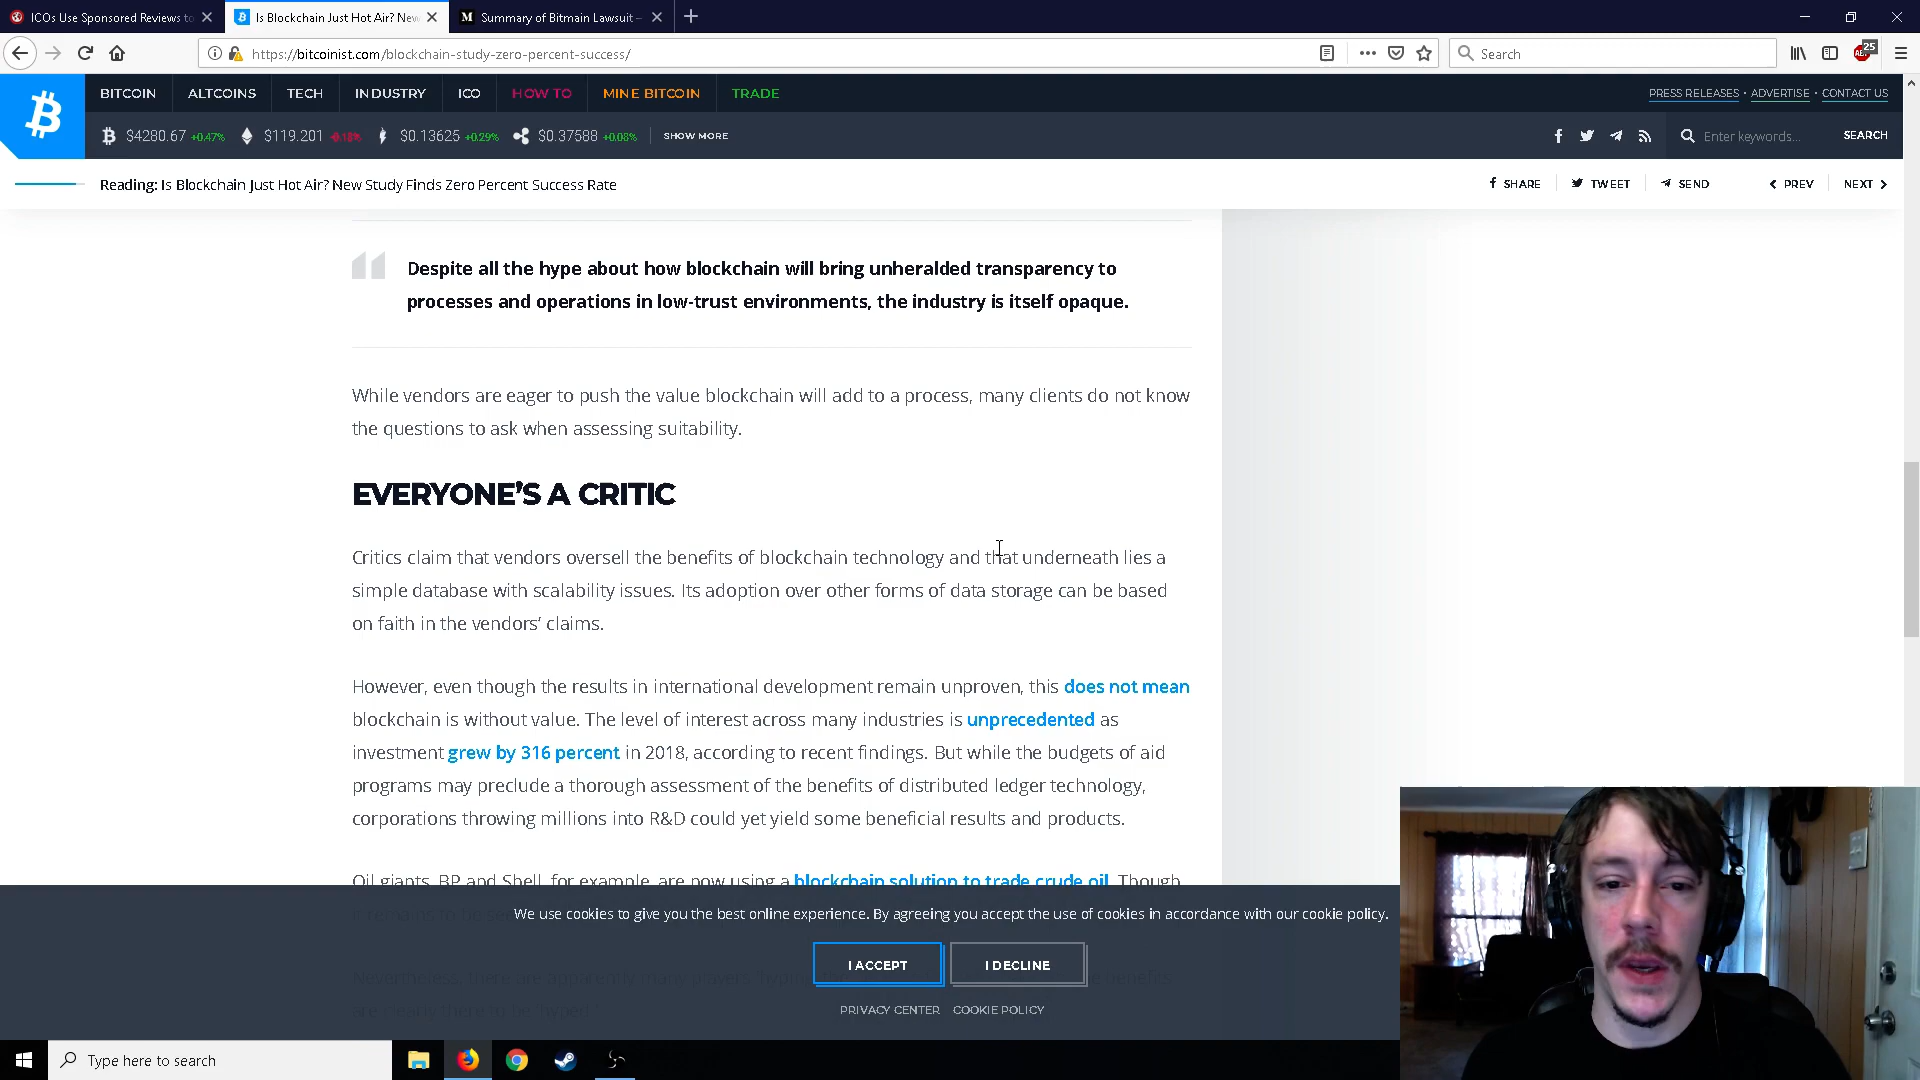 ICOs Use Sponsored Reviews to
Is Blockchain Just Hot Air? New
Summary of Bitmain Lawsuit –
https://bitcoinist.com/blockchain-study-zero-percent-success/
Search
25
BITCOIN
ALTCOINS
TECH
INDUSTRY
ICO
HOW TO
MINE BITCOIN
TRADE
PRESS RELEASES • ADVERTISE • CONTACT US
$4280.67 +0.47%
$119.201 -0.18%
$0.13625 +0.29%
$0.37588 +0.08%
SHOW MORE
Enter keywords...
SEARCH
Reading: Is Blockchain Just Hot Air? New Study Finds Zero Percent Success Rate
SHARE
TWEET
SEND
PREV
NEXT
Despite all the hype about how blockchain will bring unheralded transparency to
processes and operations in low-trust environments, the industry is itself opaque.
While vendors are eager to push the value blockchain will add to a process, many clients do not know
the questions to ask when assessing suitability.
EVERYONE'S A CRITIC
Critics claim that vendors oversell the benefits of blockchain technology and that underneath lies a
simple database with scalability issues. Its adoption over other forms of data storage can be based
on faith in the vendors' claims.
However, even though the results in international development remain unproven, this does not mean
blockchain is without value. The level of interest across many industries is unprecedented as
investment grew by 316 percent in 2018, according to recent findings. But while the budgets of aid
programs may preclude a thorough assessment of the benefits of distributed ledger technology,
corporations throwing millions into R&D could yet yield some beneficial results and products.
Oil giants, BP and Shell, for example, are now using a blockchain solution to trade crude oil. Though
We use cookies to give you the best online experience. By agreeing you accept the use of cookies in accordance with our cookie policy.
I ACCEPT
I DECLINE
Nevertheless, there are apparently many players
PRIVACY CENTER
COOKIE POLICY
Type here to search